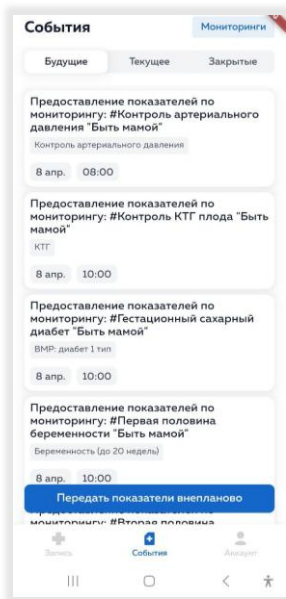 События
Мониторинги
Будущие
Текущее
Закрытые
Предоставление показателей по
мониторингу: #Контроль артериального
давления "Быть мамой"
Контроль артериального давления
8 апр.
08:00
Предоставление показателей по
мониторингу: #Контроль КТГ плода "Быть
мамой"
КТГ
8 апр.
10:00
Предоставление показателей по
мониторингу: #Гестационный сахарный
диабет "Быть мамой"
ВМР: диабет 1 тип
8 апр.
10:00
Предоставление показателей по
мониторингу: #Первая половина
беременности "Быть мамой"
Беременность (до 20 недель)
8 апр.
10:00
Передать показатели внепланово
мониторингу: #Вторая половина
Запись
События
Аккаунт